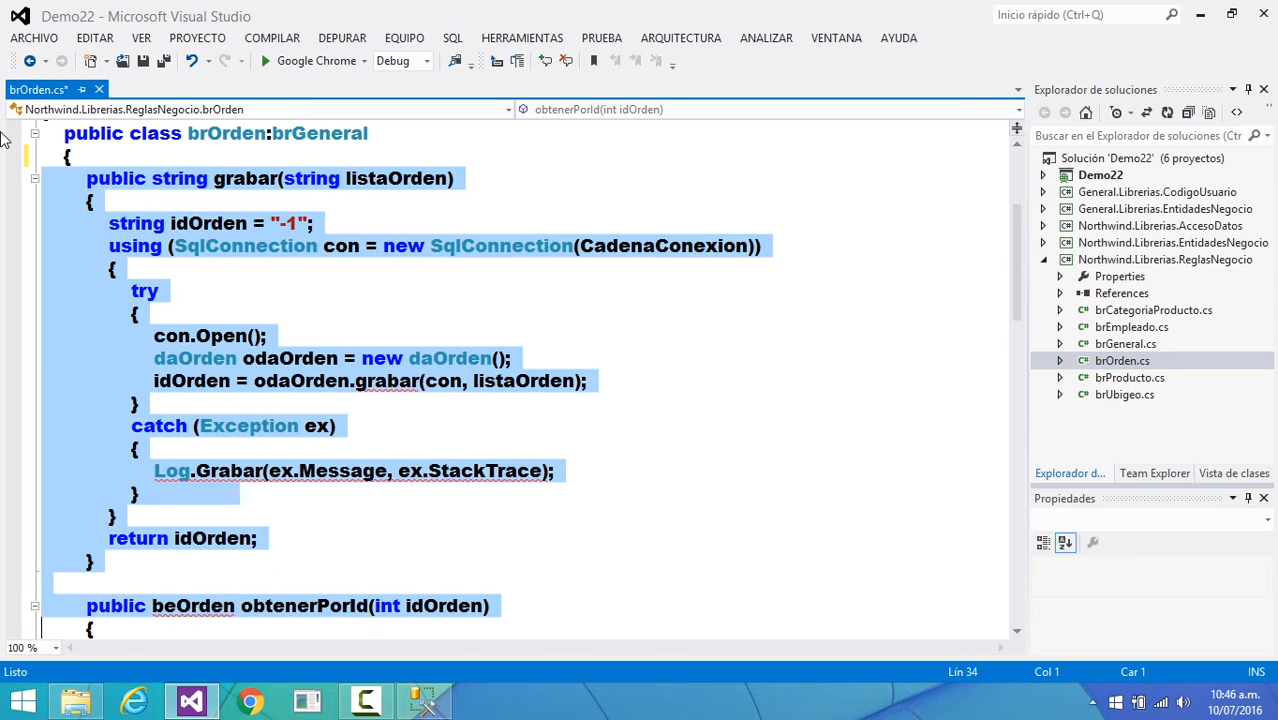 Demo22 - Microsoft Visual Studio
Inicio rápido (Ctrl+Q)
ARCHIVO EDITAR VER PROYECTO COMPILAR DEPURAR EQUIPO SQL HERRAMIENTAS PRUEBA ARQUITECTURA ANALIZAR VENTANA AYUDA
Google Chrome Debug
brOrden.cs*
Northwind.Librerias.ReglasNegocio.brOrden
obtenerPorId(int idOrden)
public class brOrden:brGeneral
{
public string grabar(string listaOrden)
{
string idOrden = "-1";
using (SqlConnection con = new SqlConnection(CadenaConexion))
{
try
{
con.Open();
daOrden odaOrden = new daOrden();
idOrden = odaOrden.grabar(con, listaOrden);
}
catch (Exception ex)
{
Log.Grabar(ex.Message, ex.StackTrace);
}
}
return idOrden;
}
public beOrden obtenerPorId(int idOrden)
{
100 %
Explorador de soluciones
Buscar en el Explorador de soluciones (Ctrl
Solución 'Demo22' (6 proyectos)
Demo22
General.Librerias.CodigoUsuario
General.Librerias.EntidadesNegocio
Northwind.Librerias.AccesoDatos
Northwind.Librerias.EntidadesNegocio
Northwind.Librerias.ReglasNegocio
Properties
References
brCategoriaProducto.cs
brEmpleado.cs
brGeneral.cs
brOrden.cs
brProducto.cs
brUbigeo.cs
Explorador d... Team Explorer Vista de clases
Propiedades
Listo
Lín 34 Col 1 Car 1 INS
10:46 a.m.
10/07/2016